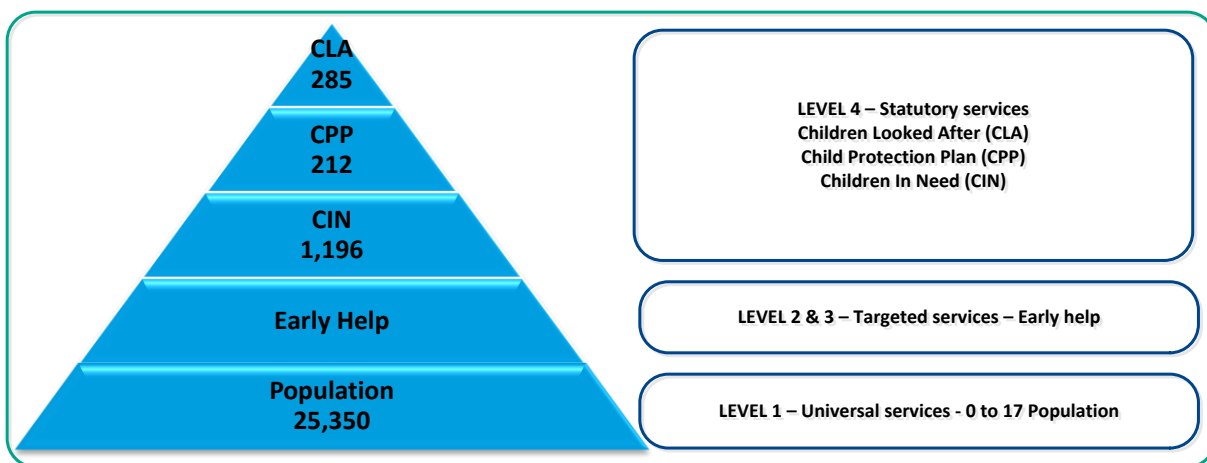 CLA
285
CPP
212
CIN
1,196
Early Help
Population
25,350
LEVEL 4 – Statutory services
Children Looked After (CLA)
Child Protection Plan (CPP)
Children In Need (CIN)
LEVEL 2 & 3 – Targeted services – Early help
LEVEL 1 – Universal services - 0 to 17 Population